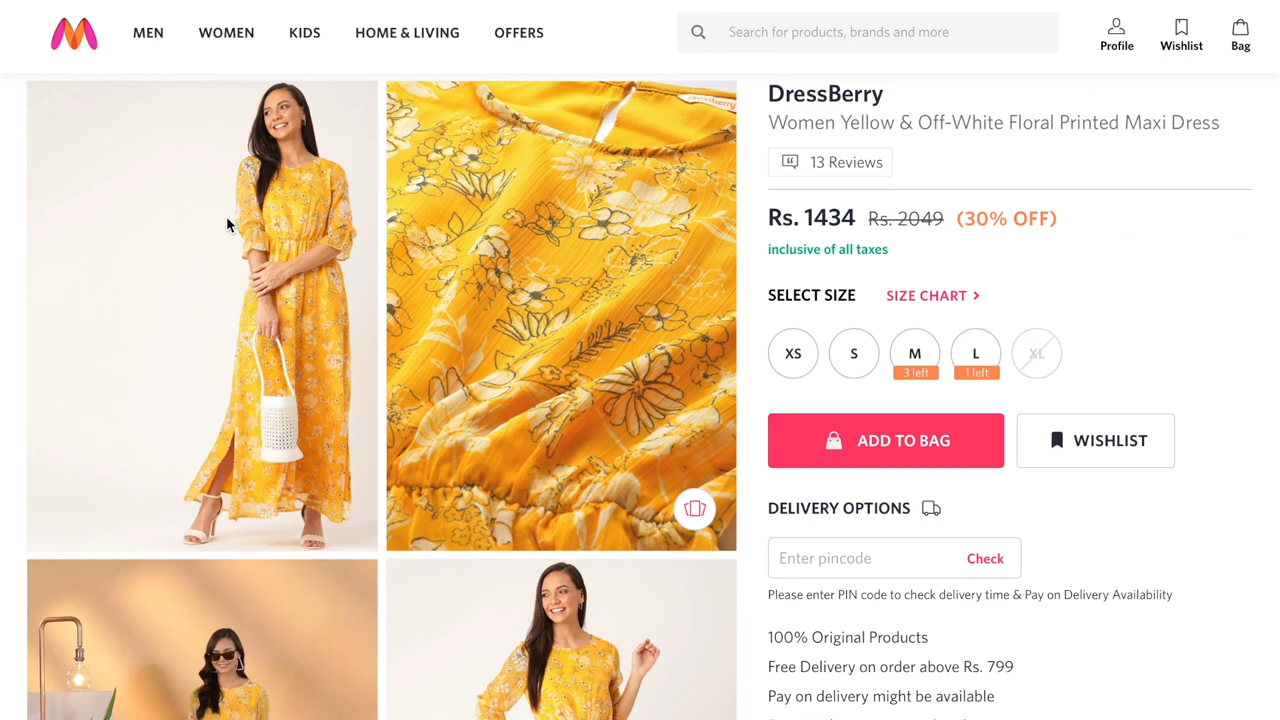 MEN WOMEN KIDS HOME & LIVING OFFERS
Search for products, brands and more
Profile Wishlist Bag
dressberry
DressBerry
Women Yellow & Off-White Floral Printed Maxi Dress
13 Reviews
Rs. 1434 Rs. 2049 (30% OFF)
inclusive of all taxes
SELECT SIZE SIZE CHART >
XS S M L XL
3 left 1 left
ADD TO BAG WISHLIST
DELIVERY OPTIONS
Enter pincode Check
Please enter PIN code to check delivery time & Pay on Delivery Availability
100% Original Products
Free Delivery on order above Rs. 799
Pay on delivery might be available